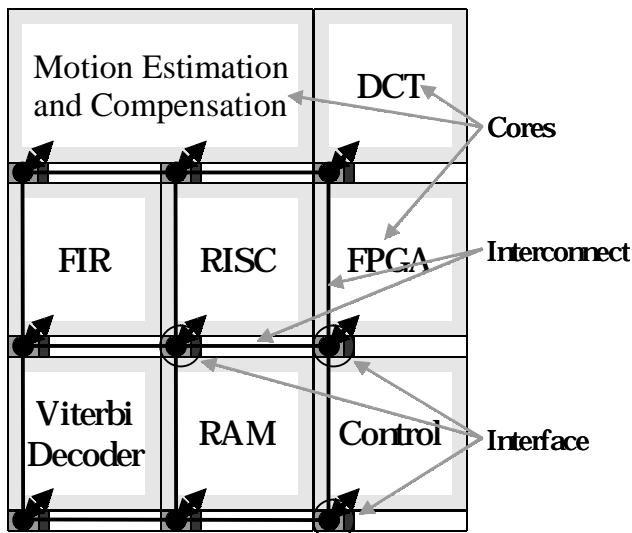 Motion Estimation
and Compensation
DCT
Cores
FIR
RISC
FPGA
Interconnect
Viterbi
Decoder
RAM
Control
Interface